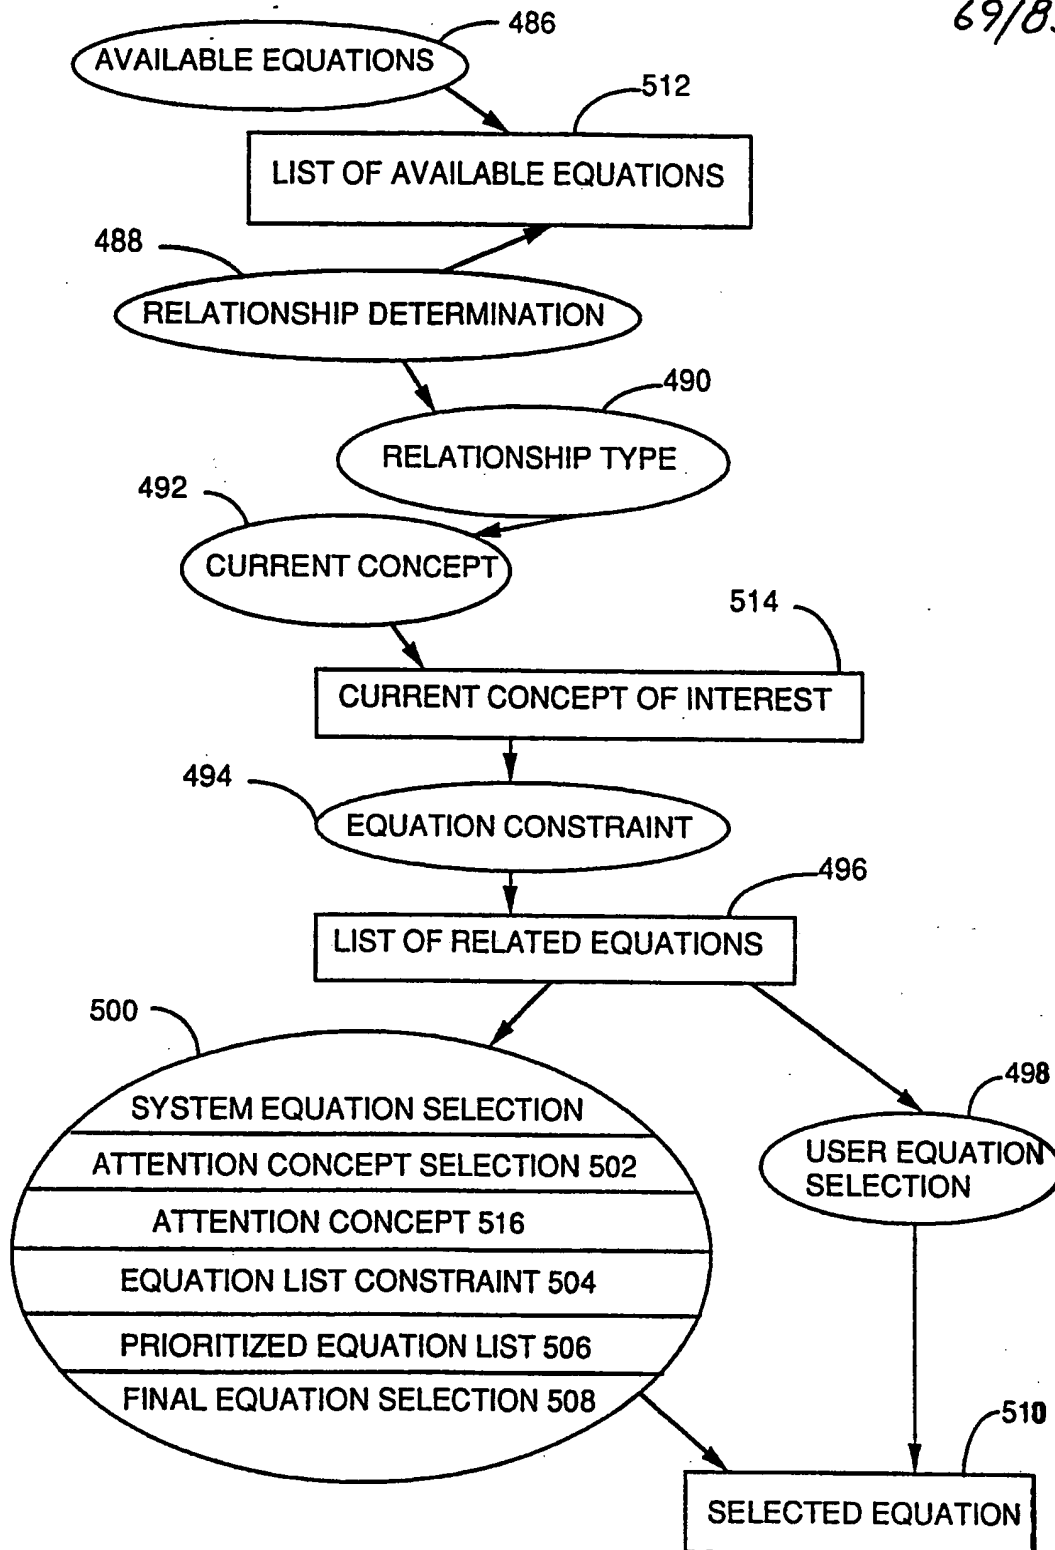 69/8
486
AVAILABLE EQUATIONS
512
LIST OF AVAILABLE EQUATIONS
488
RELATIONSHIP DETERMINATION
490
RELATIONSHIP TYPE
492
CURRENT CONCEPT
514
CURRENT CONCEPT OF INTEREST
494
EQUATION CONSTRAINT
496
LIST OF RELATED EQUATIONS
500
SYSTEM EQUATION SELECTION
ATTENTION CONCEPT SELECTION 502
ATTENTION CONCEPT 516
EQUATION LIST CONSTRAINT 504
PRIORITIZED EQUATION LIST 506
FINAL EQUATION SELECTION 508
498
USER EQUATION
SELECTION
510
SELECTED EQUATION